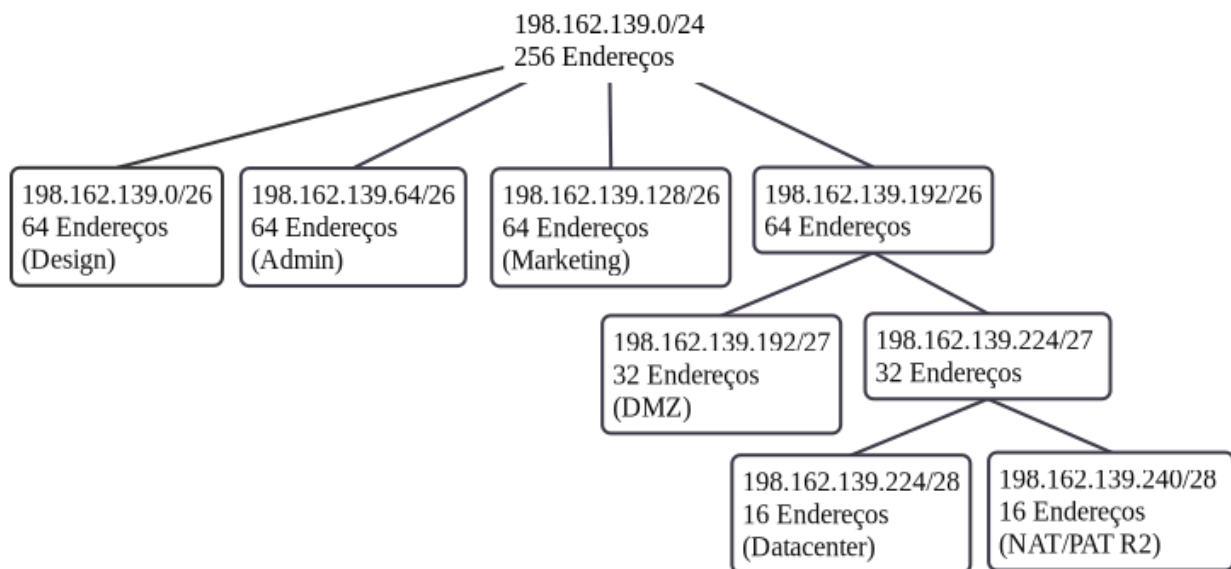 198.162.139.0/24
256 Endereços
198.162.139.0/26
64 Endereços
(Design)
198.162.139.64/26
64 Endereços
(Admin)
198.162.139.128/26
64 Endereços
(Marketing)
198.162.139.192/26
64 Endereços
198.162.139.192/27
32 Endereços
(DMZ)
198.162.139.224/27
32 Endereços
198.162.139.224/28
16 Endereços
(Datacenter)
198.162.139.240/28
16 Endereços
(NAT/PAT R2)